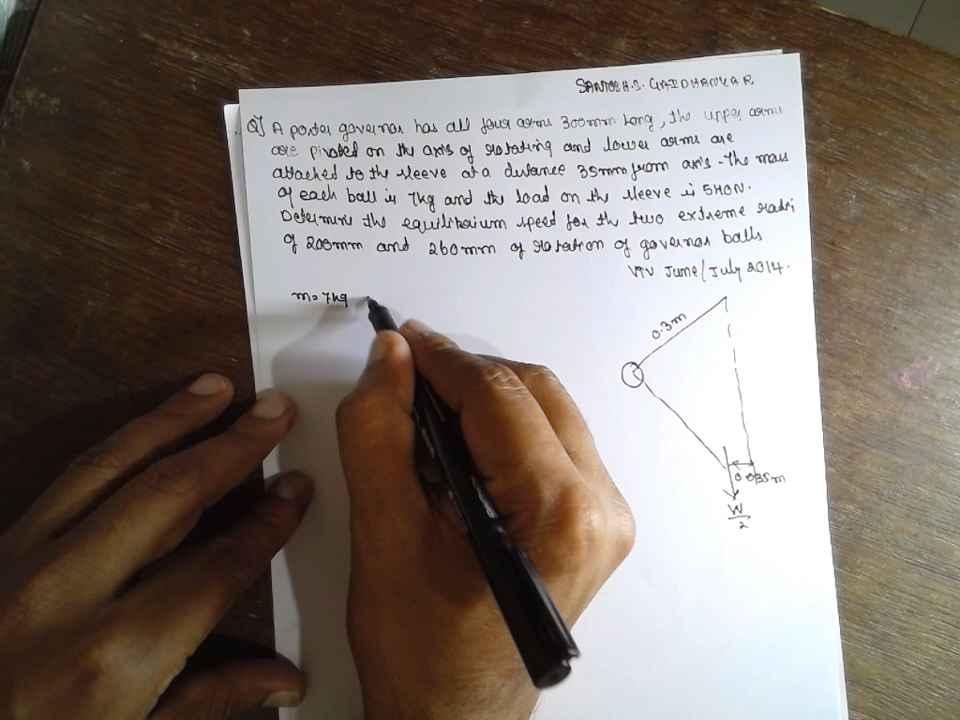 SANTOSH.S. GAIDHANKAR
Q) A porter governor has all four arms 300mm long, the upper arms
are pivoted on the axis of rotating and lower arms are
attached to the sleeve at a distance 35mm from axis. The mass
of each ball is 7kg and the load on the sleeve is 540N.
Determine the equilibrium speed for the two extreme radii
of 200mm and 260mm of rotation of governor balls
VTU June/July 2014.
m= 7kg
0.3m
0.035m
W/2